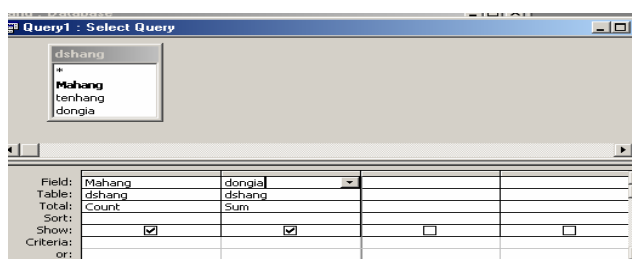 Query1 : Select Query
dshang
*
Mahang
tenhang
dongia
Field: Mahang dongia
Table: dshang dshang
Total: Count Sum
Sort:
Show:
Criteria:
or: